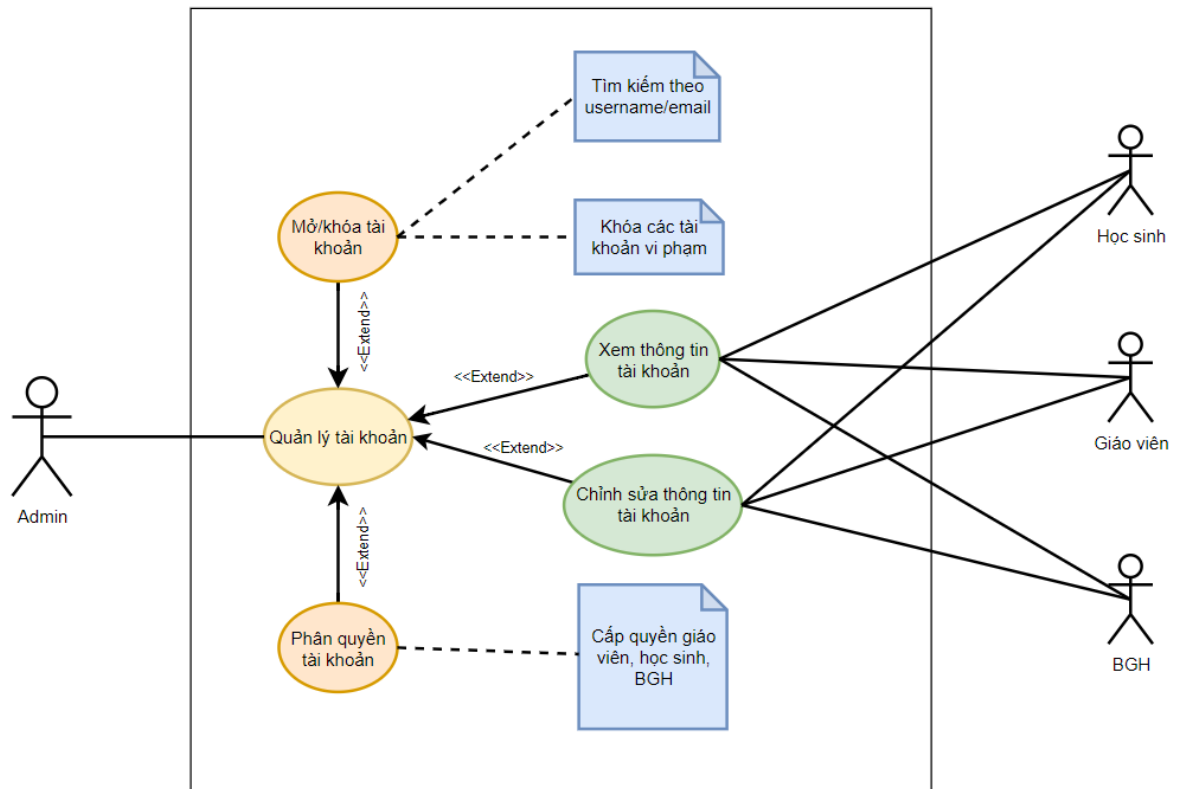 Tìm kiếm theo
username/email
Mở/khóa tài
khoản
Khóa các tài
khoản vi phạm
Học sinh
<<Extend>>
Xem thông tin
tài khoản
<<Extend>>
Giáo viên
Quản lý tài khoản
<<Extend>>
Chỉnh sửa thông tin
tài khoản
Admin
<<Extend>>
Phân quyền
tài khoản
Cấp quyền giáo
viên, học sinh,
BGH
BGH